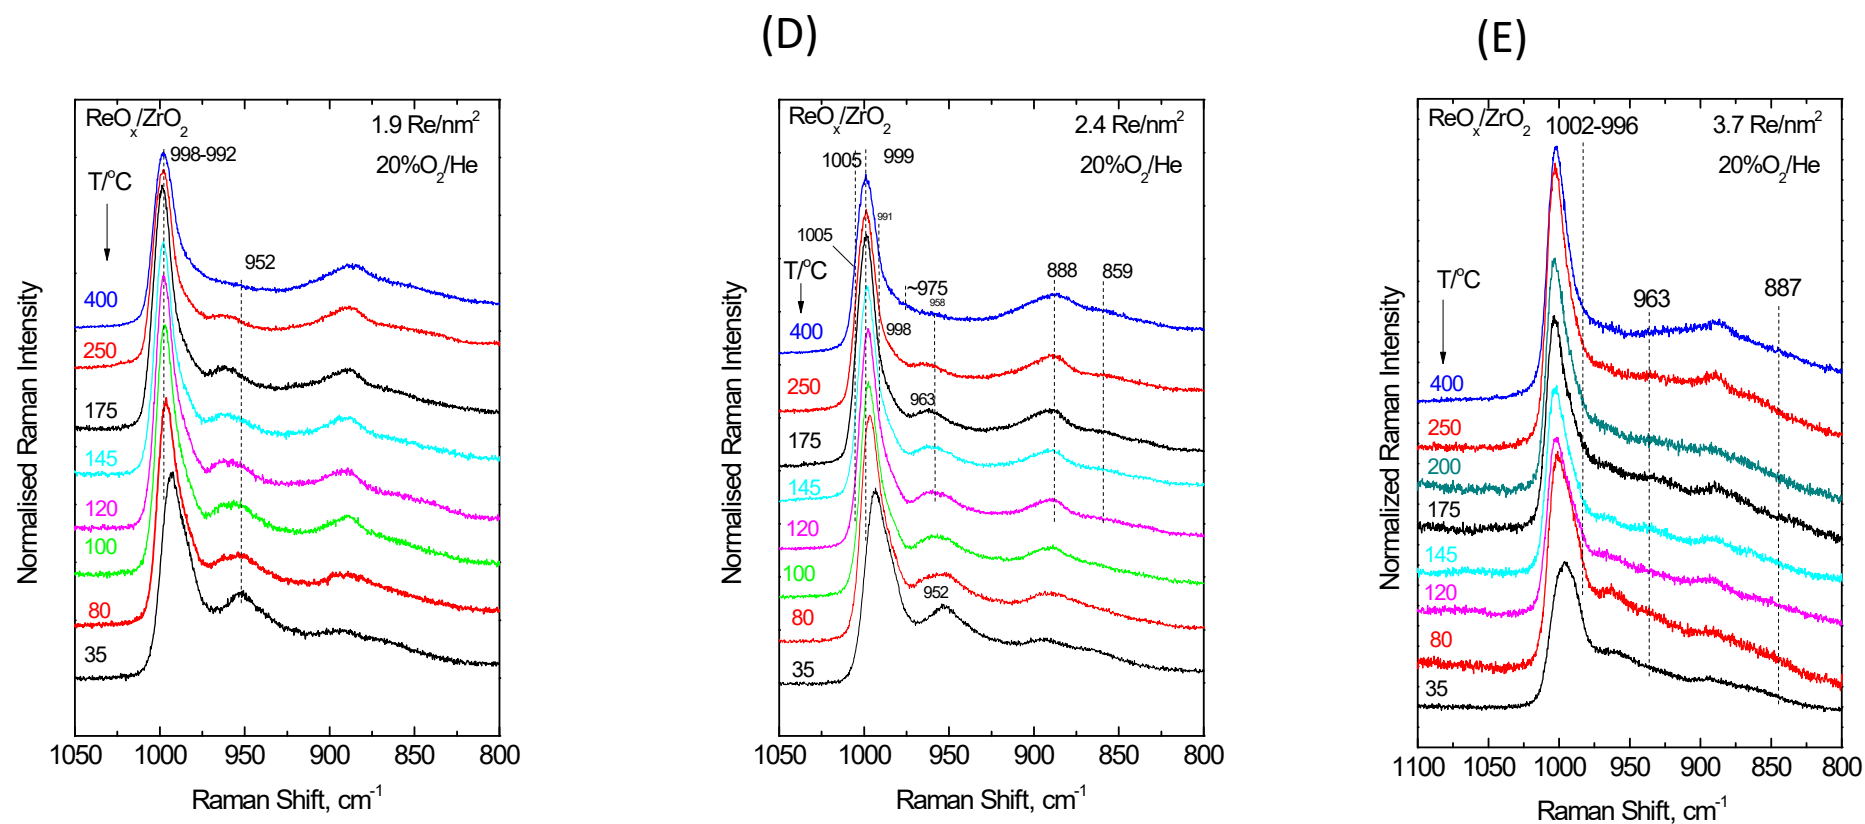 (D)
(E)
ReOx/ZrO2
1.9 Re/nm2
998-992
20%O2/He
T/oC
952
400
250
175
145
120
100
80
35
1050
1000
950
900
850
800
Raman Shift, cm-1
Normalised Raman Intensity
ReOx/ZrO2
2.4 Re/nm2
1005
999
20%O2/He
991
1005
T/oC
~975
958
888
859
400
998
250
963
175
145
120
100
952
80
35
1050
1000
950
900
850
800
Raman Shift, cm-1
Normalised Raman Intensity
ReOx/ZrO2
1002-996
3.7 Re/nm2
20%O2/He
T/oC
963
887
400
250
200
175
145
120
80
35
1100
1050
1000
950
900
850
800
Raman Shift, cm-1
Normalized Raman Intensity